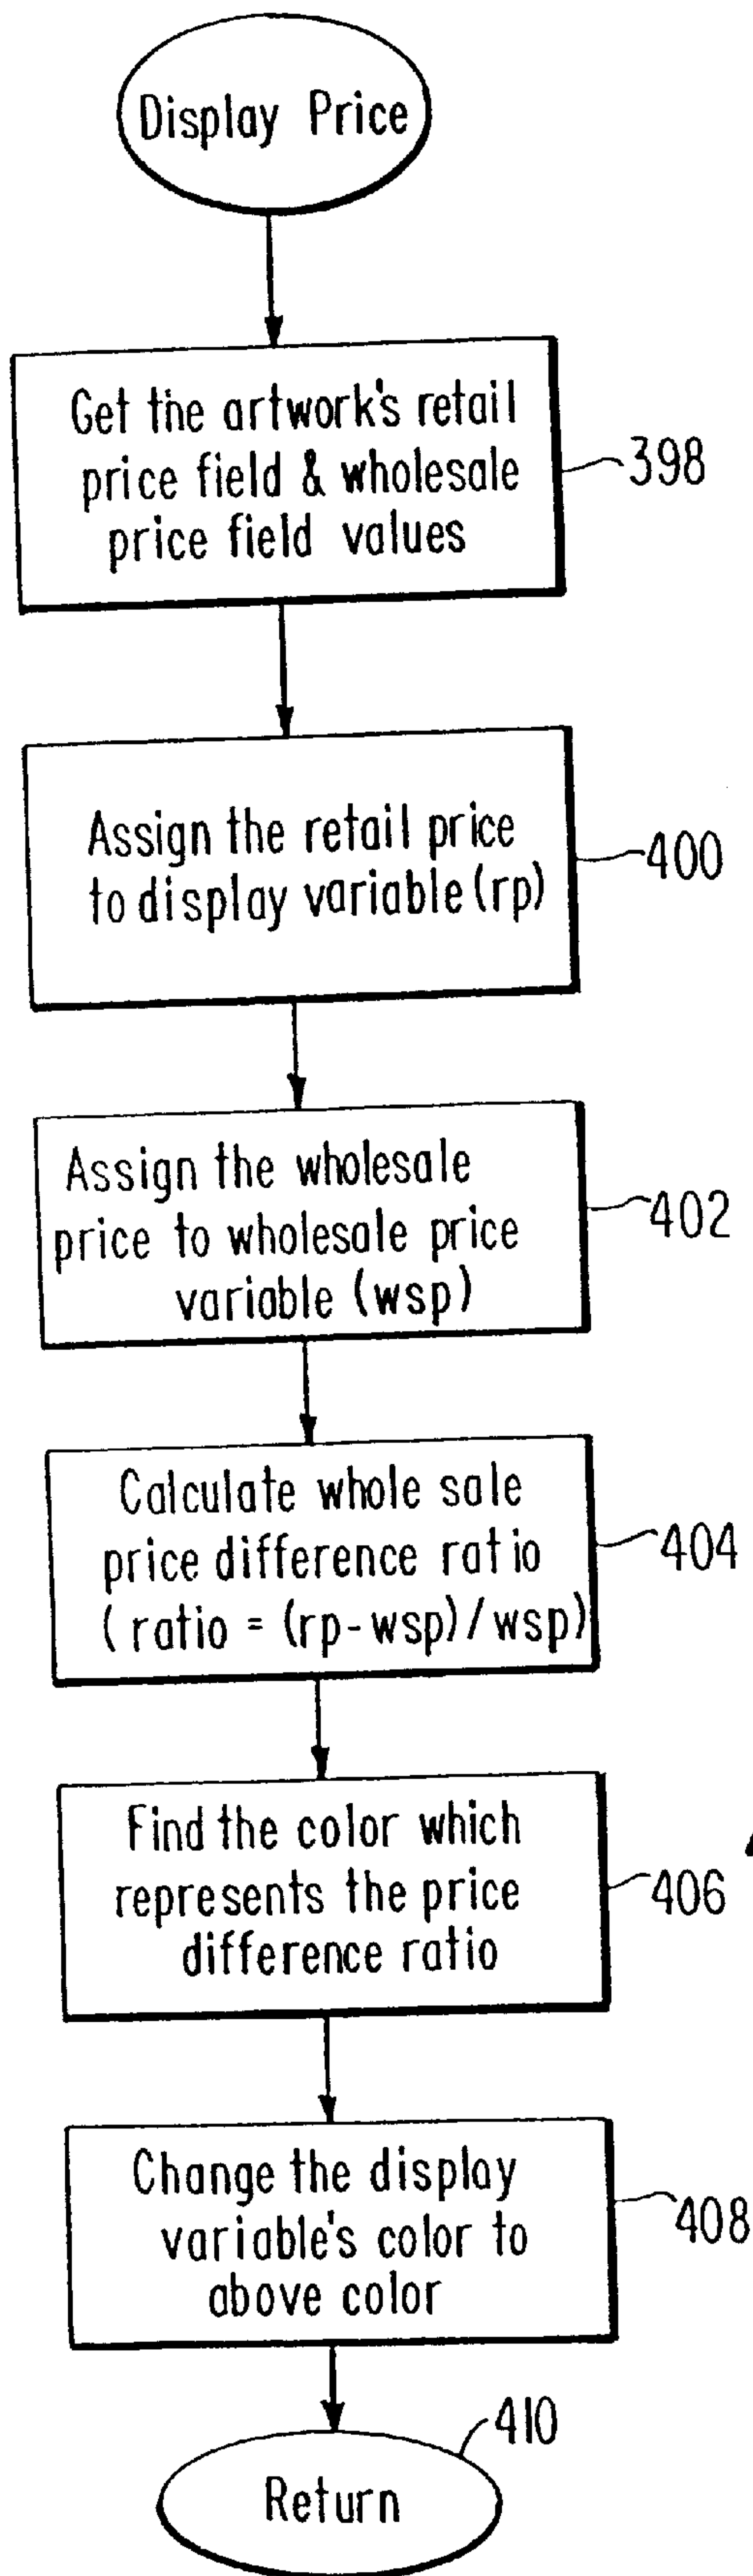 Display Price
Get the artwork's retail
price field & wholesale
price field values
398
Assign the retail price
to display variable (rp)
400
Assign the wholesale
price to wholesale price
variable (wsp)
402
Calculate whole sale
price difference ratio
( ratio = (rp-wsp)/wsp)
404
Find the color which
represents the price
difference ratio
406
Change the display
variable's color to
above color
408
410
Return